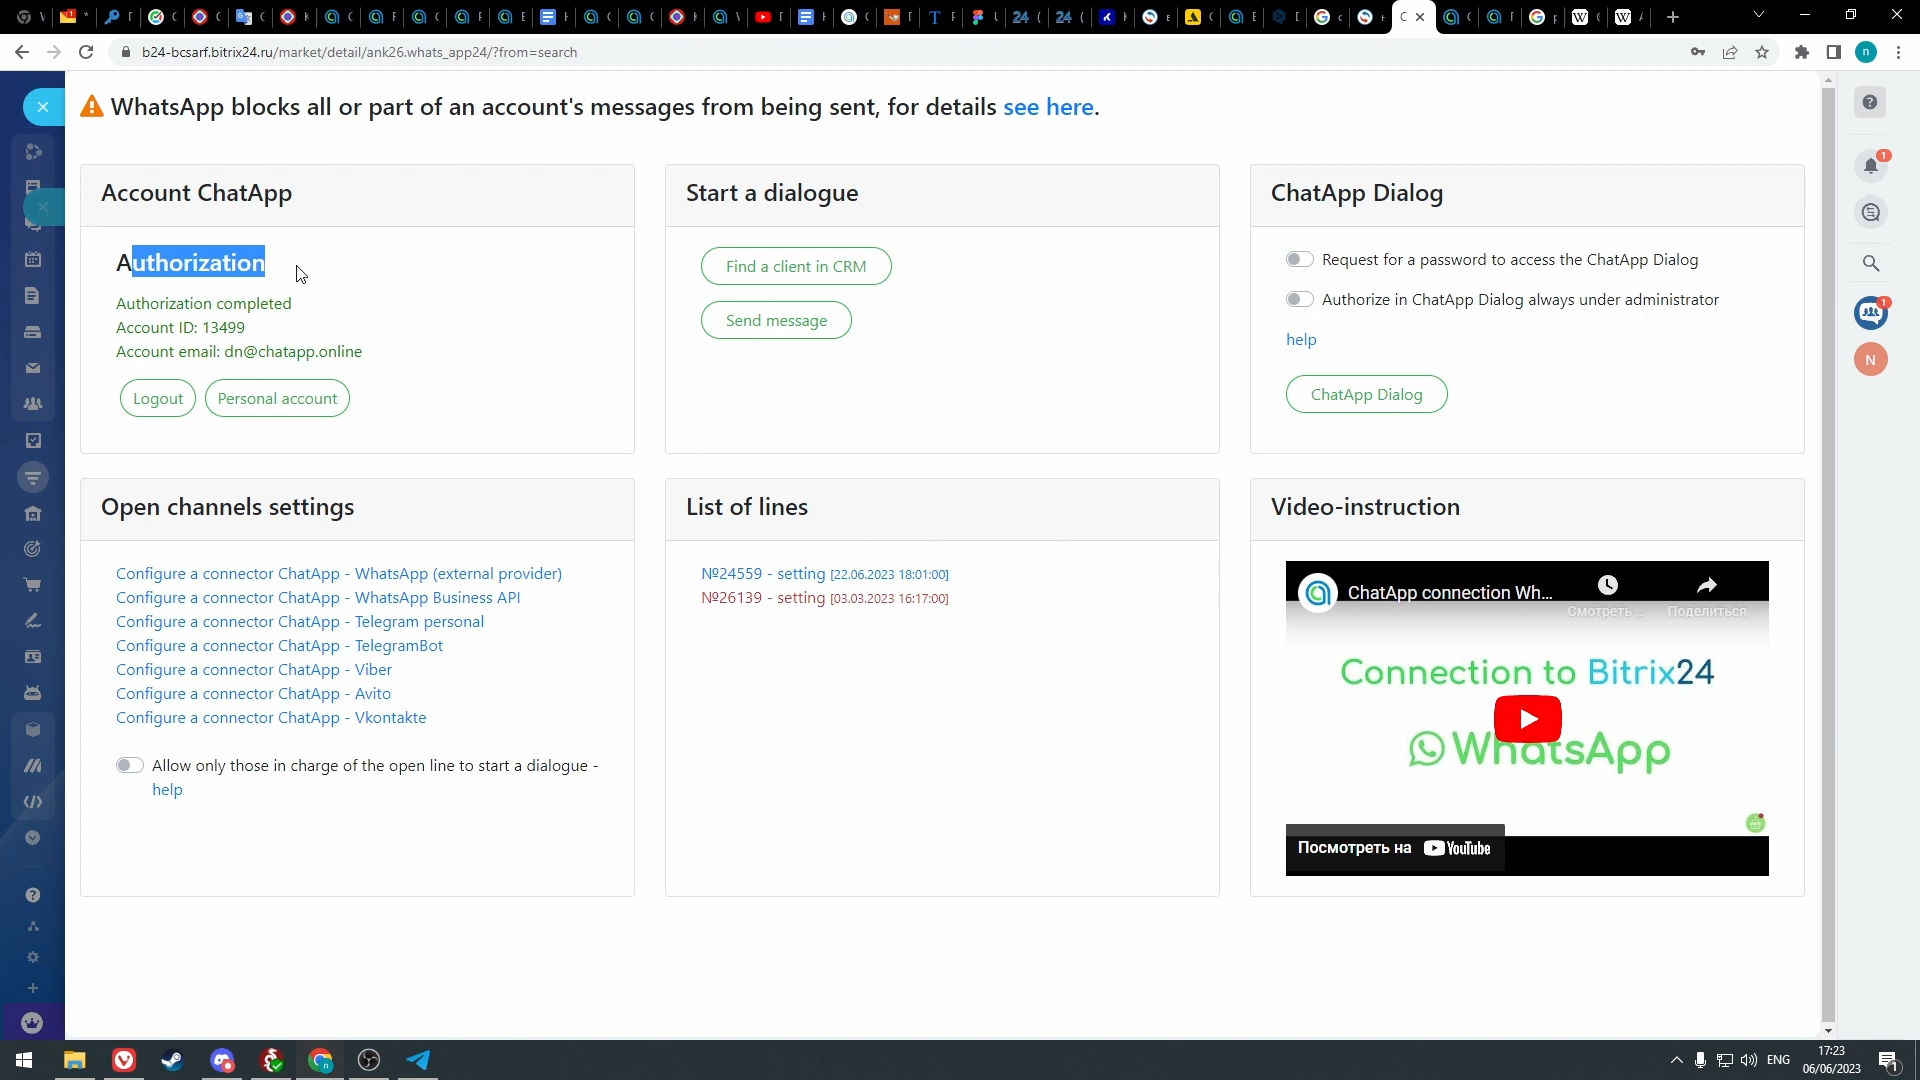 b24-bcsarf.bitrix24.ru/market/detail/ank26.whats_app24/?from=search
WhatsApp blocks all or part of an account's messages from being sent, for details see here.
Account ChatApp
Authorization
Authorization completed
Account ID: 13499
Account email: dn@chatapp.online
Logout
Personal account
Start a dialogue
Find a client in CRM
Send message
ChatApp Dialog
Request for a password to access the ChatApp Dialog
Authorize in ChatApp Dialog always under administrator
help
ChatApp Dialog
Open channels settings
Configure a connector ChatApp - WhatsApp (external provider)
Configure a connector ChatApp - WhatsApp Business API
Configure a connector ChatApp - Telegram personal
Configure a connector ChatApp - TelegramBot
Configure a connector ChatApp - Viber
Configure a connector ChatApp - Avito
Configure a connector ChatApp - Vkontakte
Allow only those in charge of the open line to start a dialogue -
help
List of lines
№24559 - setting [22.06.2023 18:01:00]
№26139 - setting [03.03.2023 16:17:00]
Video-instruction
ChatApp connection Wh...
Смотреть ...
Поделиться
Connection to Bitrix24
WhatsApp
Посмотреть на YouTube
1
1
N
n
ENG
17:23
06/06/2023
1